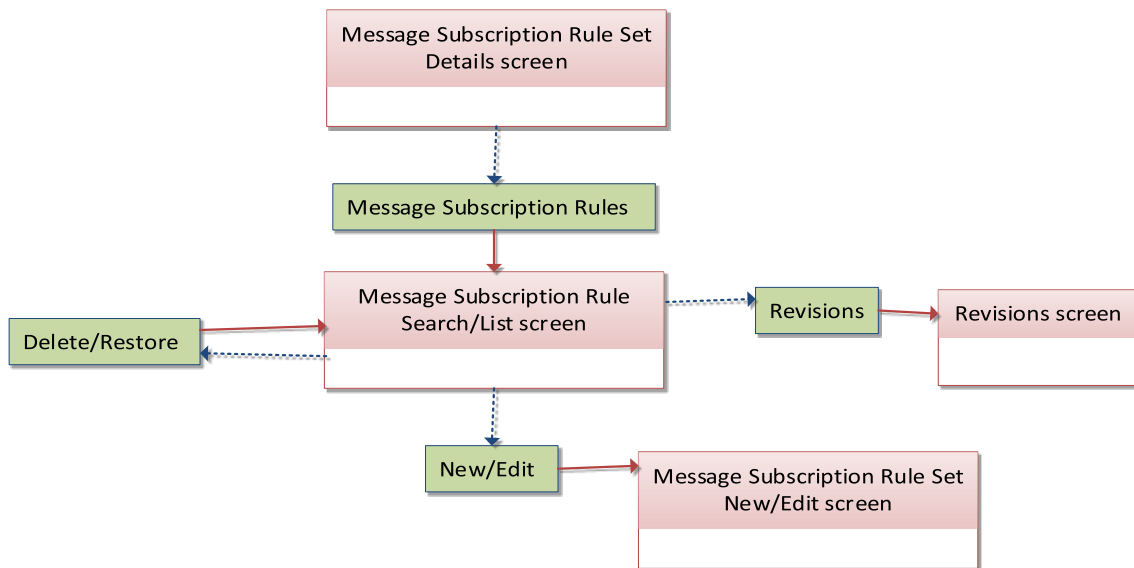 Message Subscription Rule Set
Details screen
Message Subscription Rules
Message Subscription Rule
Search/List screen
Revisions
Revisions screen
Delete/Restore
New/Edit
Message Subscription Rule Set
New/Edit screen